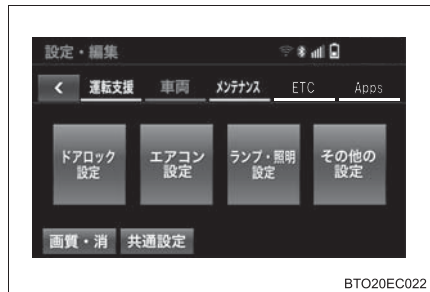 設定・編集
運転支援 車両 メンテナンス ETC Apps
ドアロック
設定
エアコン
設定
ランプ・照明
設定
その他の
設定
画質・消 共通設定
BTO20EC022